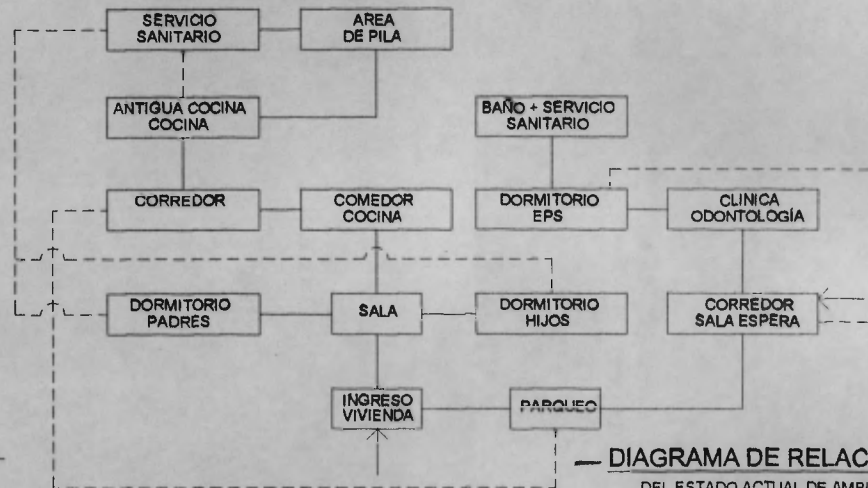 SERVICIO
SANITARIO
AREA
DE PILA
ANTIGUA COCINA
COCINA
BAÑO + SERVICIO
SANITARIO
CORREDOR
COMEDOR
COCINA
DORMITORIO
EPS
CLINICA
ODONTOLOGÍA
DORMITORIO
PADRES
SALA
DORMITORIO
HIJOS
CORREDOR
SALA ESPERA
INGRESO
VIVIENDA
PARQUEO
DIAGRAMA DE RELAC
DEL ESTADO ACTUAL DE